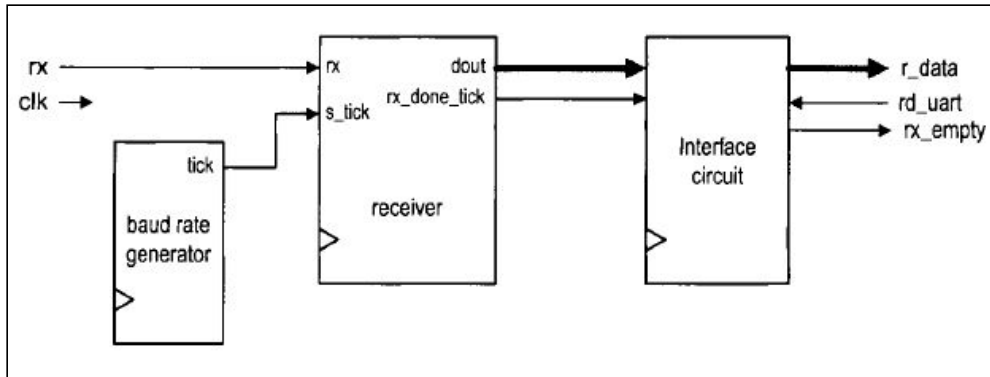 rx
clk
tick
baud rate
generator
rx
s_tick
dout
rx_done_tick
receiver
Interface
circuit
r_data
rd_uart
rx_empty